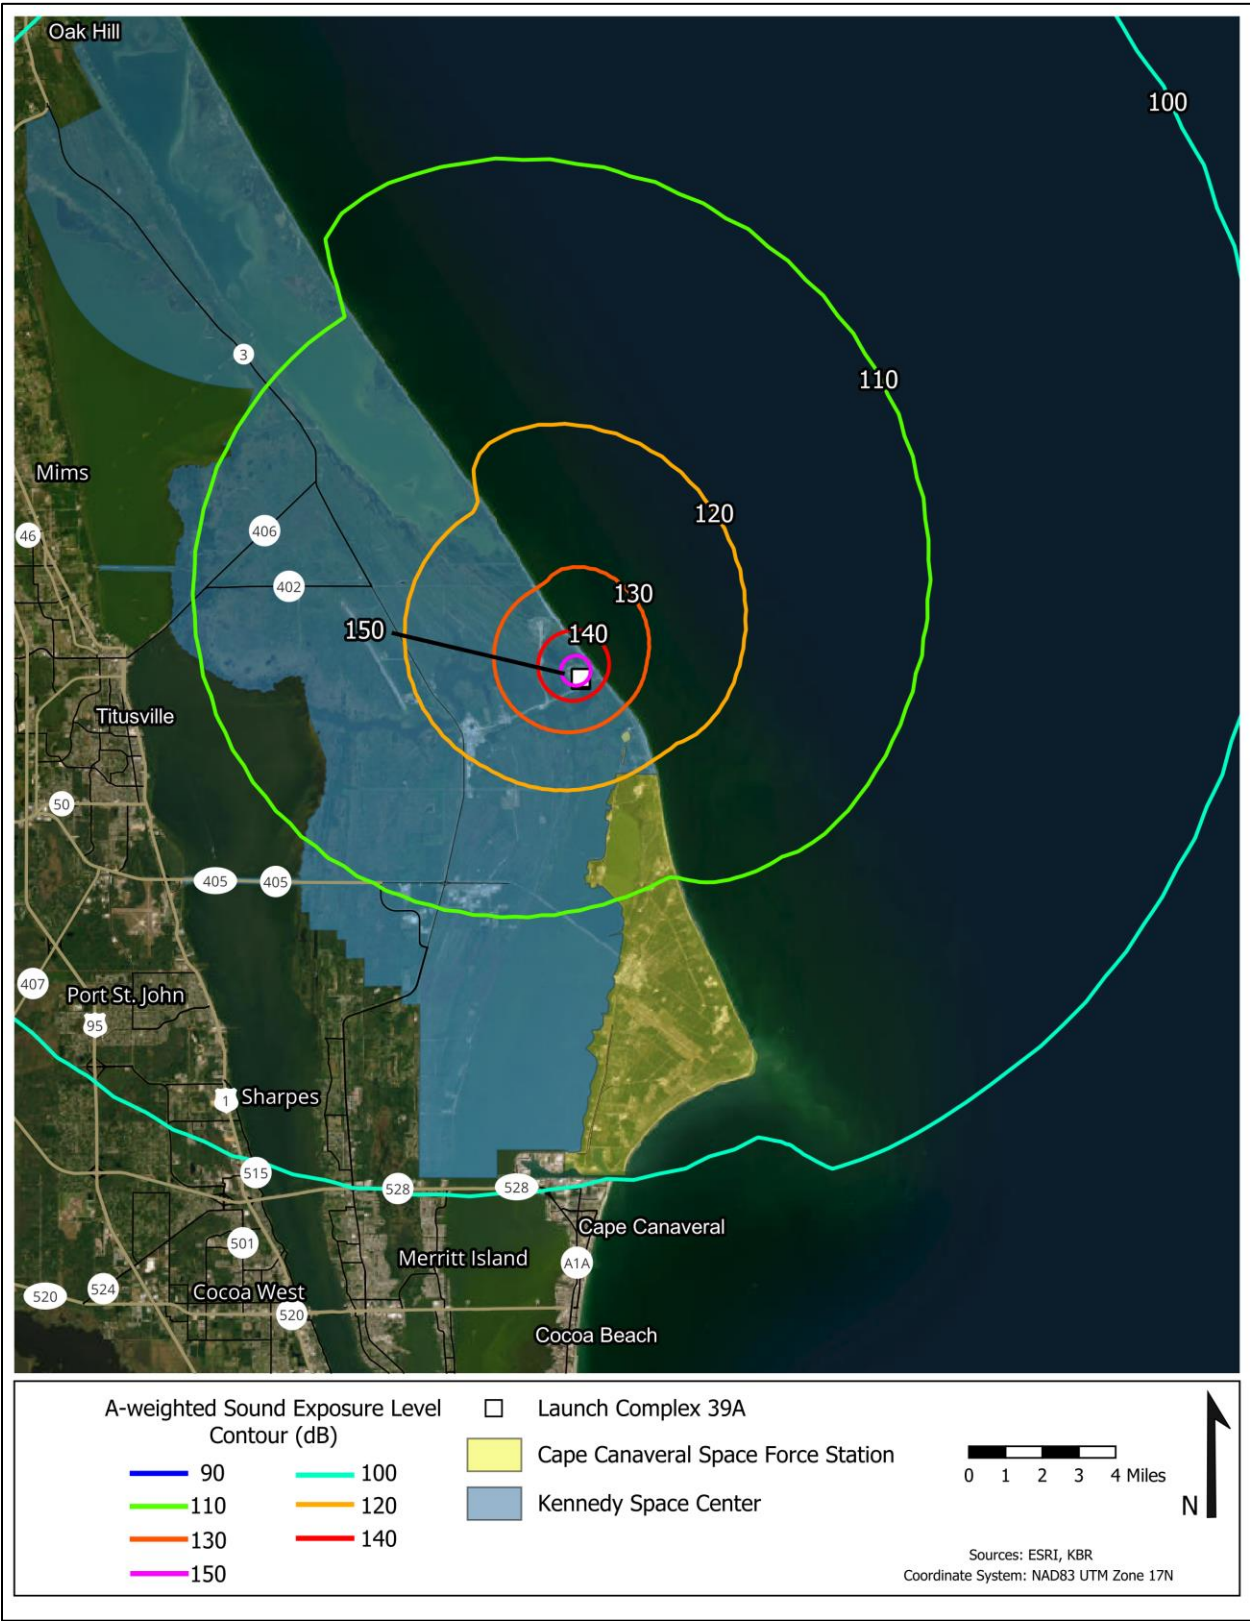 Oak Hill
100
3
110
Mims
120
46
406
402
130
150
140
Titusville
50
405
405
407
Port St. John
95
1
Sharpes
515
528
528
Cape Canaveral
501
Merritt Island
A1A
524
520
Cocoa West
520
Cocoa Beach
A-weighted Sound Exposure Level
Contour (dB)
90
100
110
120
130
140
150
Launch Complex 39A
Cape Canaveral Space Force Station
Kennedy Space Center
0 1 2 3 4 Miles
N
Sources: ESRI, KBR
Coordinate System: NAD83 UTM Zone 17N